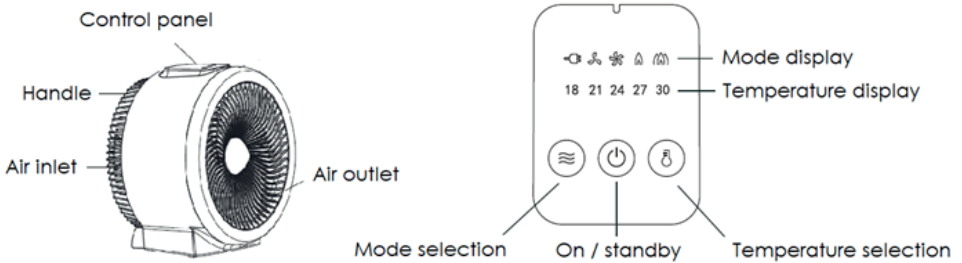 Control panel
Handle
Air inlet
Air outlet
Mode display
18 21 24 27 30
Temperature display
Mode selection
On / standby
Temperature selection